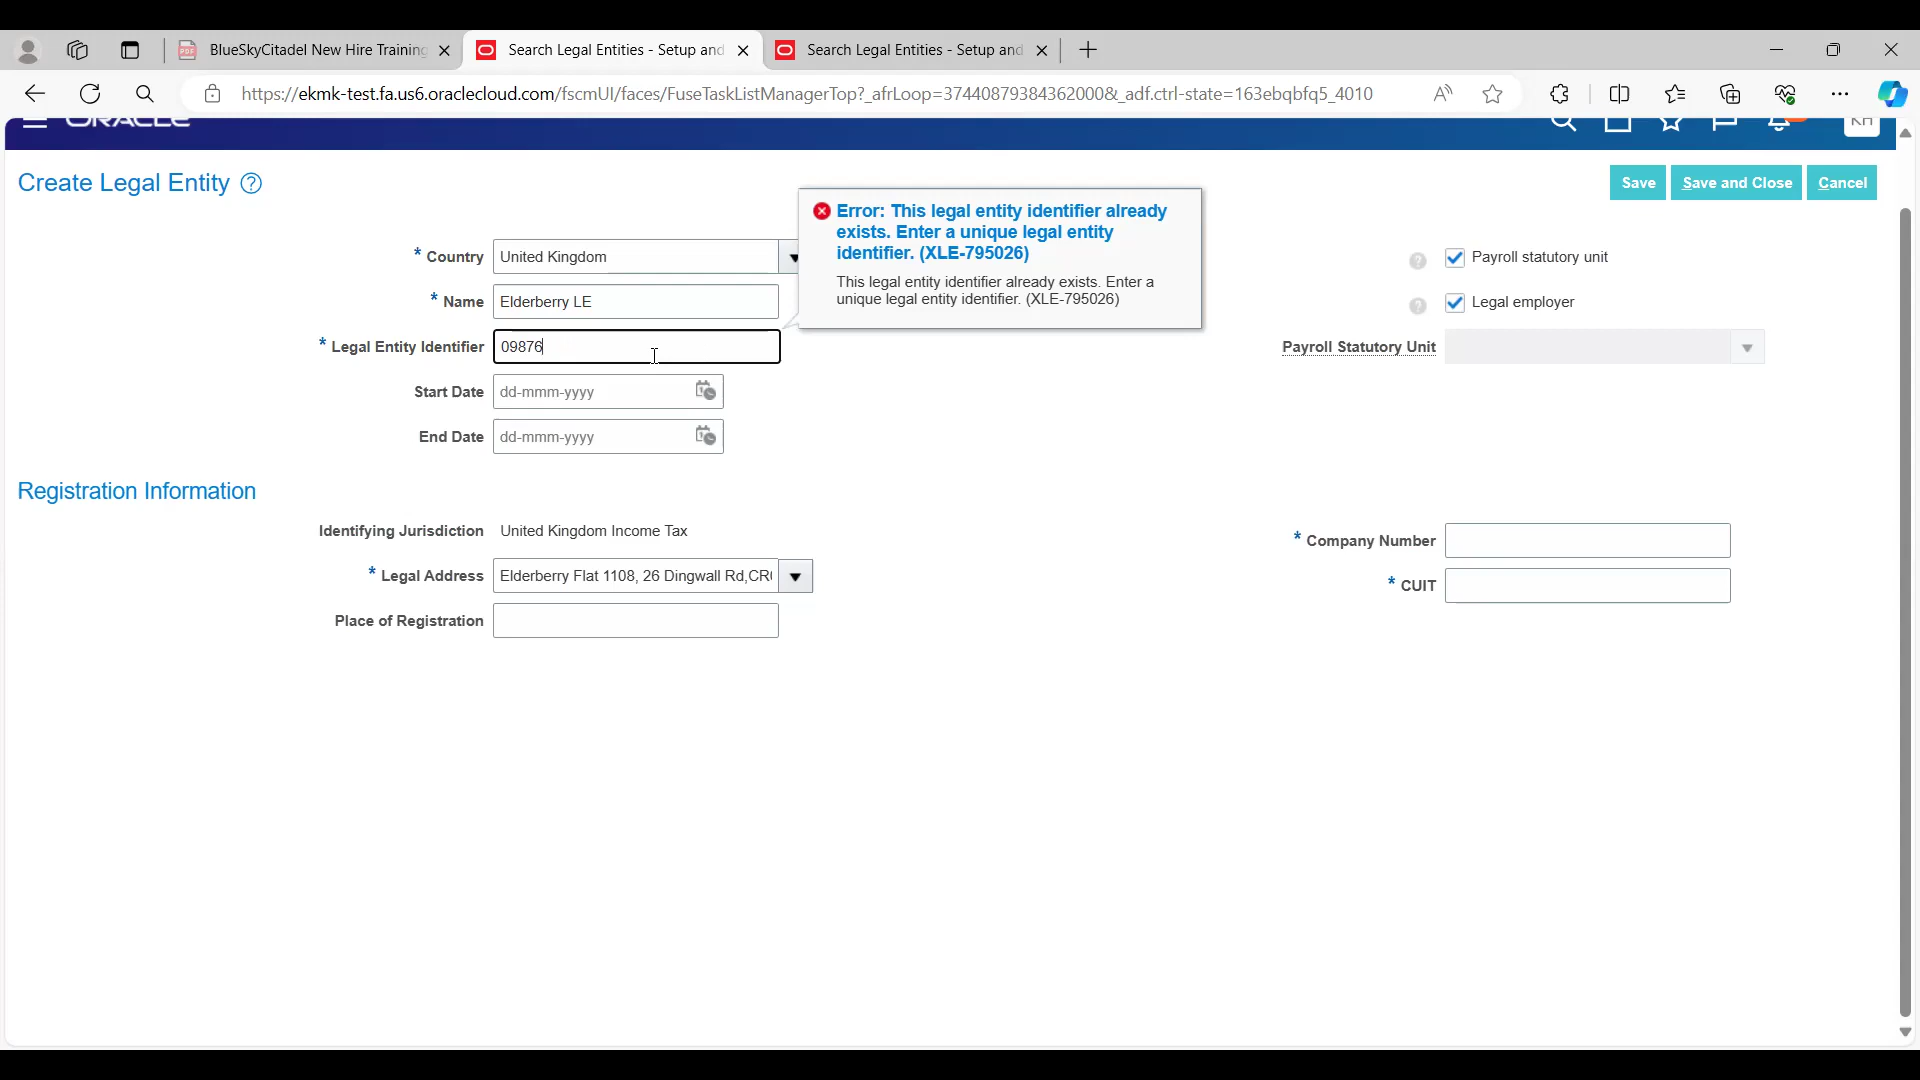 BlueSkyCitadel New Hire Training
Search Legal Entities - Setup and
Search Legal Entities - Setup and
https://ekmk-test.fa.us6.oraclecloud.com/fscmUI/faces/FuseTaskListManagerTop?_afrLoop=37440879384362000&_adf.ctrl-state=163ebqbfq5_4010
ORACLE
KH
Create Legal Entity ?
Save
Save and Close
Cancel
Error: This legal entity identifier already
exists. Enter a unique legal entity
identifier. (XLE-795026)
This legal entity identifier already exists. Enter a
unique legal entity identifier. (XLE-795026)
* Country United Kingdom
* Name Elderberry LE
* Legal Entity Identifier 09876
Start Date dd-mmm-yyyy
End Date dd-mmm-yyyy
? Payroll statutory unit
? Legal employer
Payroll Statutory Unit
Registration Information
Identifying Jurisdiction United Kingdom Income Tax
* Legal Address Elderberry Flat 1108, 26 Dingwall Rd,CR
Place of Registration
* Company Number
* CUIT